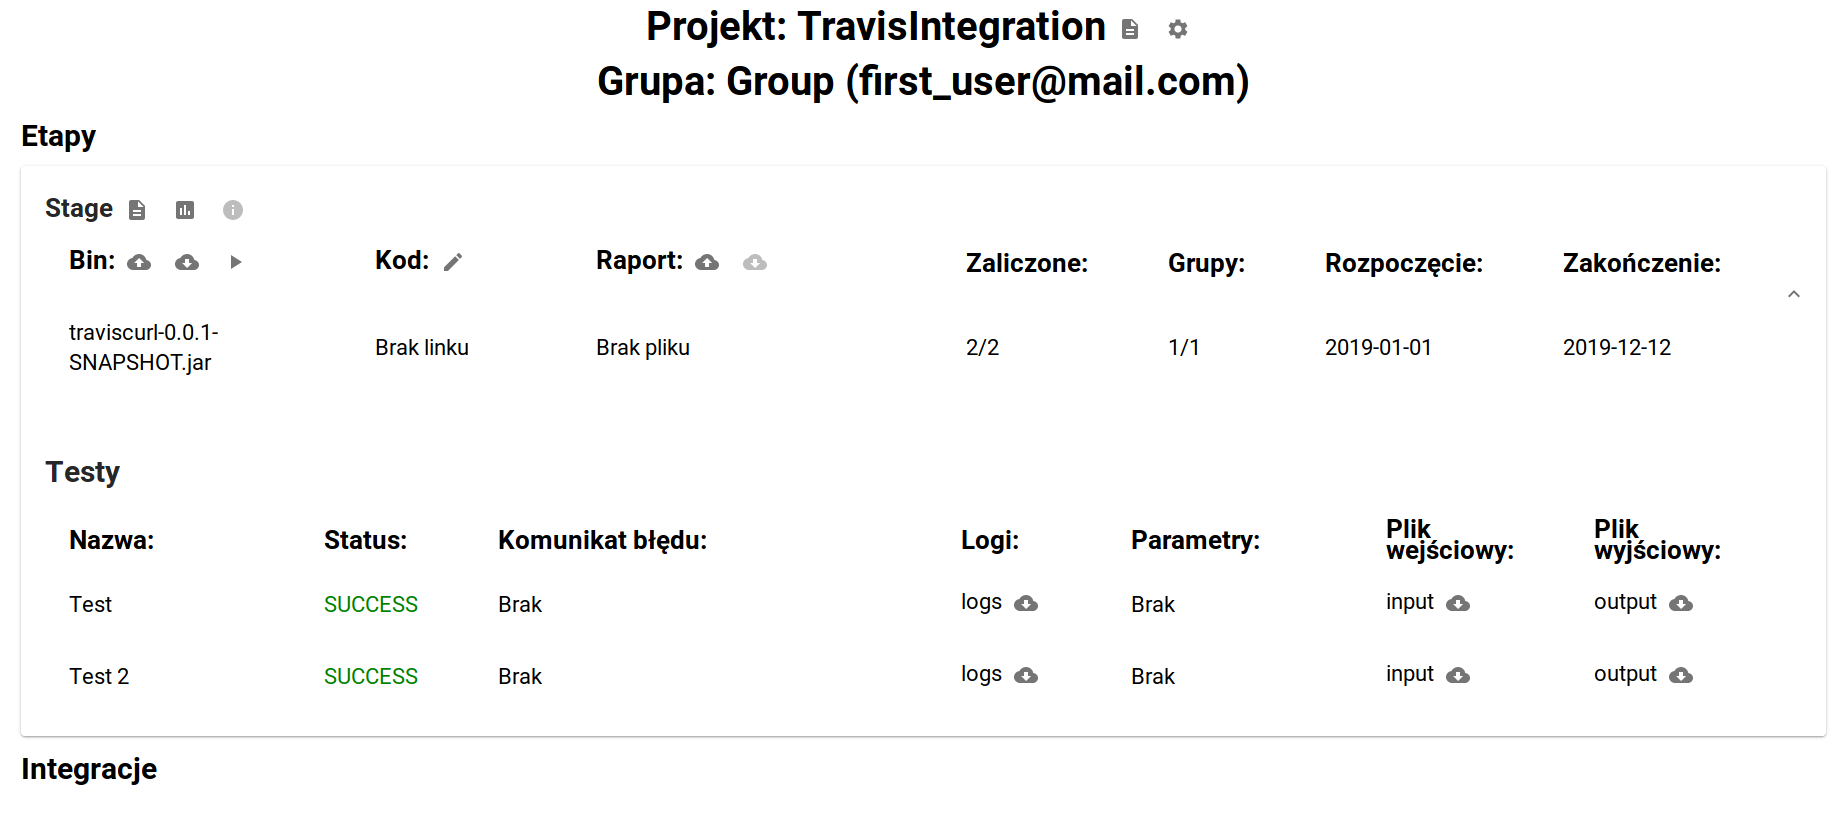 Projekt: TravisIntegration
Grupa: Group (first_user@mail.com)
Etapy
Stage
Bin: Kod: Raport: Zaliczone: Grupy: Rozpoczęcie: Zakończenie:
traviscurl-0.0.1-
SNAPSHOT.jar
Brak linku Brak pliku 2/2 1/1 2019-01-01 2019-12-12
Testy
Nazwa: Status: Komunikat błędu: Logi: Parametry: Plik wejściowy: Plik wyjściowy:
Test SUCCESS Brak logs Brak input output
Test 2 SUCCESS Brak logs Brak input output
Integracje